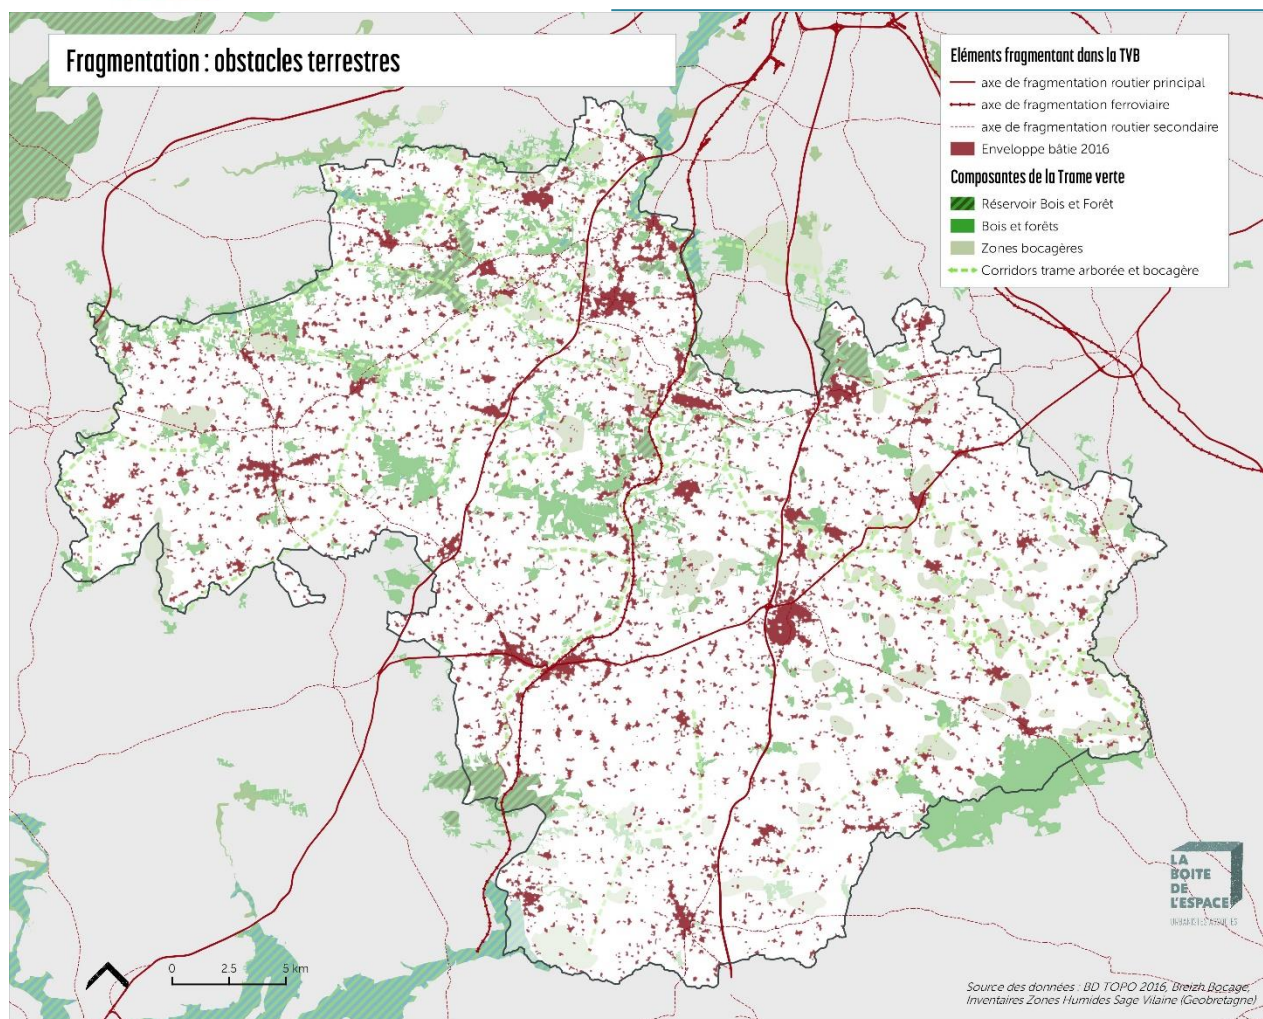 Fragmentation : obstacles terrestres
Eléments fragmentant dans la TVB
axe de fragmentation routier principal
axe de fragmentation ferroviaire
axe de fragmentation routier secondaire
Enveloppe bâtie 2016
Composantes de la Trame verte
Réservoir Bois et Forêt
Bois et forêts
Zones bocagères
Corridors trame arborée et bocagère
LA
BOITE
DE
L'ESPACE
URBANISTES ASSOCIES
0 2.5 5 km
Source des données : BD TOPO 2016, Breizh Bocage,
Inventaires Zones Humides Sage Vilaine (Geobretagne)